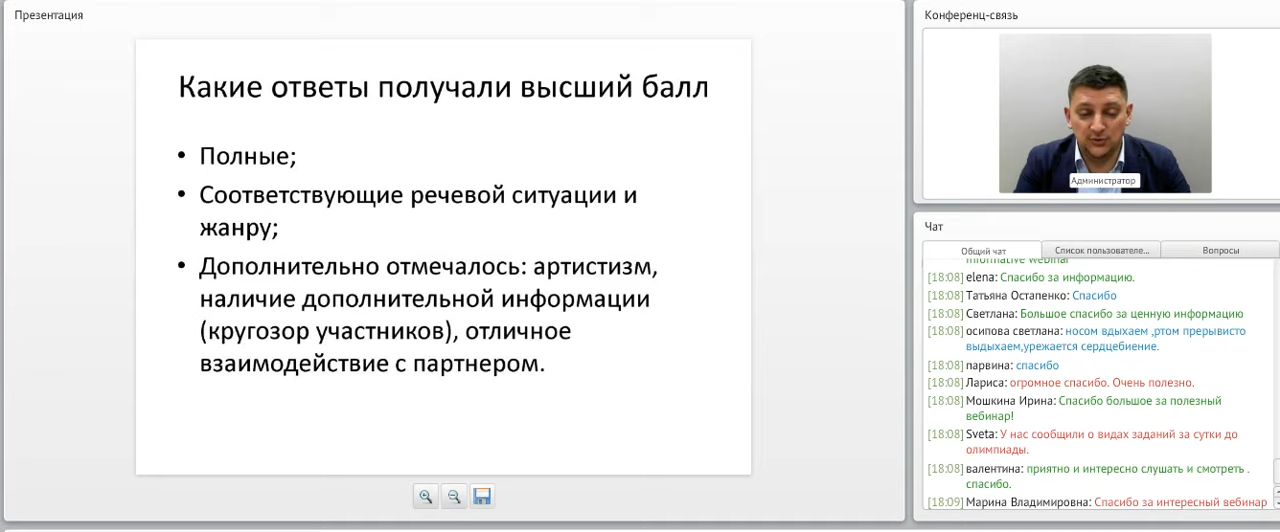 Презентация
Какие ответы получали высший балл
• Полные;
• Соответствующие речевой ситуации и
жанру;
• Дополнительно отмечалось: артистизм,
наличие дополнительной информации
(кругозор участников), отличное
взаимодействие с партнером.
Конференц-связь
Администратор
Чат
Общий чат
Список пользователе...
Вопросы
informative webinar
[18:08] elena: Спасибо за информацию.
[18:08] Татьяна Остапенко: Спасибо
[18:08] Светлана: Большое спасибо за ценную информацию
[18:08] осипова светлана: носом вдыхаем ,ртом прерывисто
выдыхаем,урежается сердцебиение.
[18:08] парвина: спасибо
[18:08] Лариса: огромное спасибо. Очень полезно.
[18:08] Мошкина Ирина: Спасибо большое за полезный
вебинар!
[18:08] Sveta: У нас сообщили о видах заданий за сутки до
олимпиады.
[18:08] валентина: приятно и интересно слушать и смотреть .
спасибо.
[18:09] Марина Владимировна: Спасибо за интересный вебинар